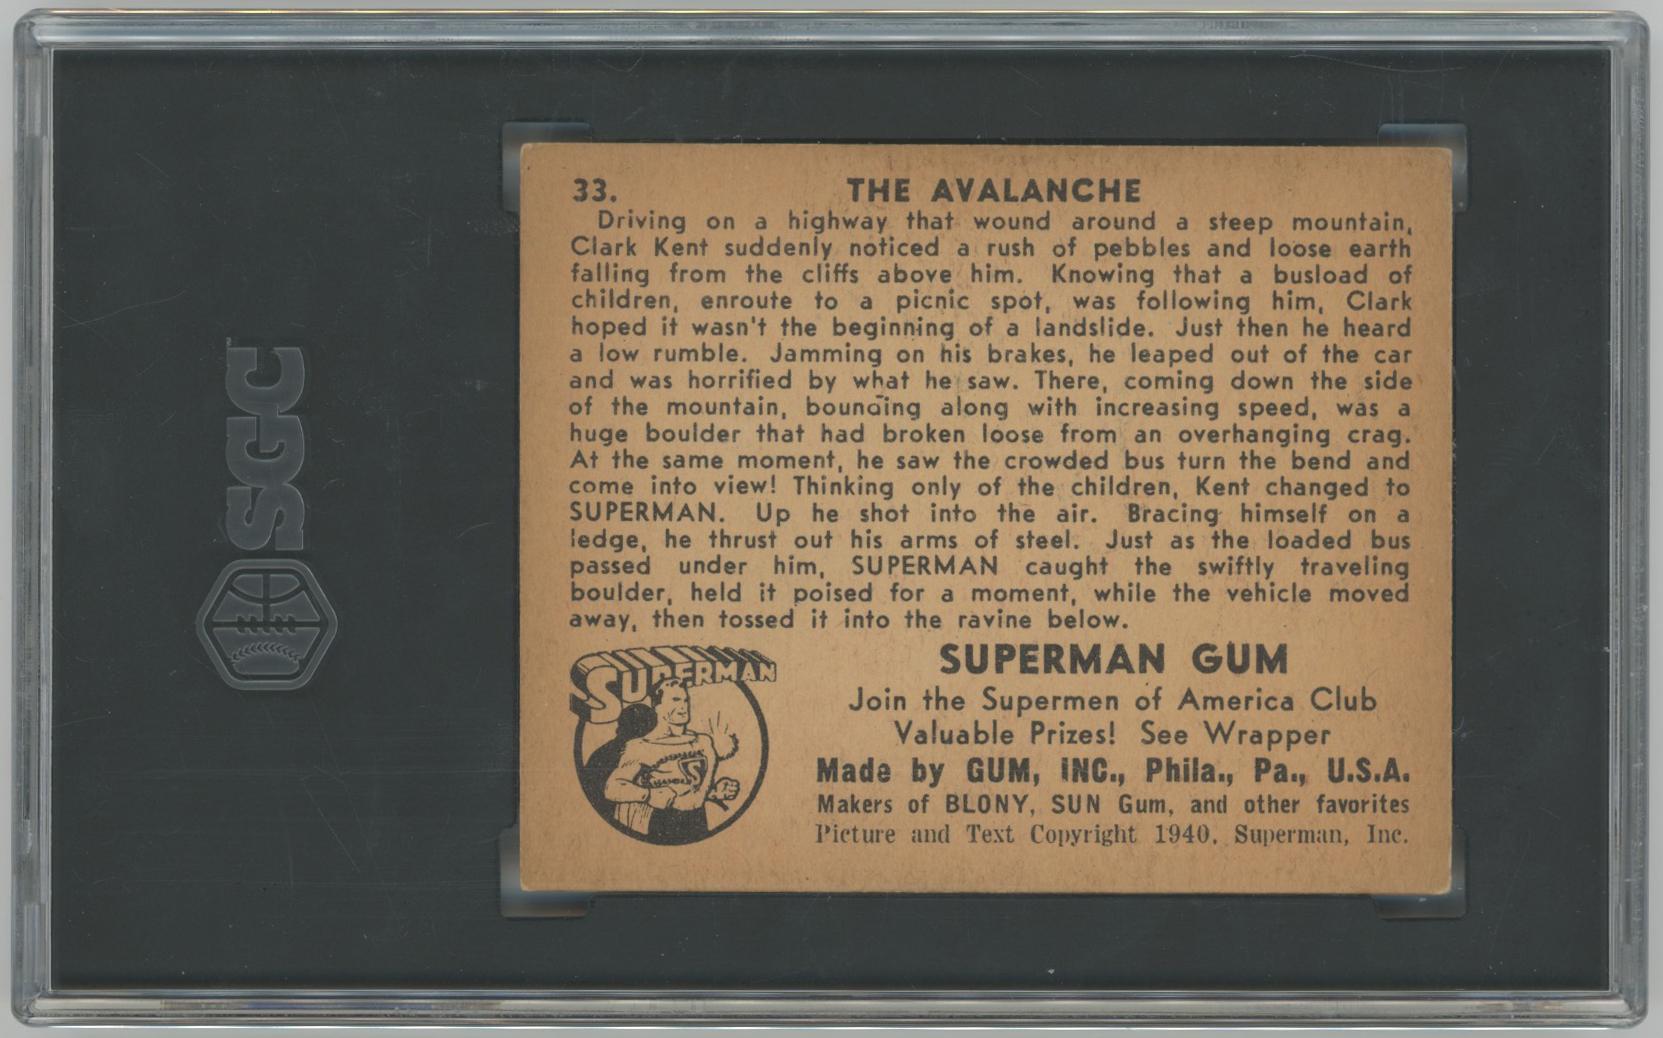 33. THE AVALANCHE
Driving on a highway that wound around a steep mountain,
Clark Kent suddenly noticed a rush of pebbles and loose earth
falling from the cliffs above him. Knowing that a busload of
children, enroute to a picnic spot, was following him, Clark
hoped it wasn't the beginning of a landslide. Just then he heard
a low rumble. Jamming on his brakes, he leaped out of the car
and was horrified by what he saw. There, coming down the side
of the mountain, bounding along with increasing speed, was a
huge boulder that had broken loose from an overhanging crag.
At the same moment, he saw the crowded bus turn the bend and
come into view! Thinking only of the children, Kent changed to
SUPERMAN. Up he shot into the air. Bracing himself on a
ledge, he thrust out his arms of steel. Just as the loaded bus
passed under him, SUPERMAN caught the swiftly traveling
boulder, held it poised for a moment, while the vehicle moved
away, then tossed it into the ravine below.
SUPERMAN
S
SUPERMAN GUM
Join the Supermen of America Club
Valuable Prizes! See Wrapper
Made by GUM, INC., Phila., Pa., U.S.A.
Makers of BLONY, SUN Gum, and other favorites
Picture and Text Copyright 1940, Superman, Inc.
SGC